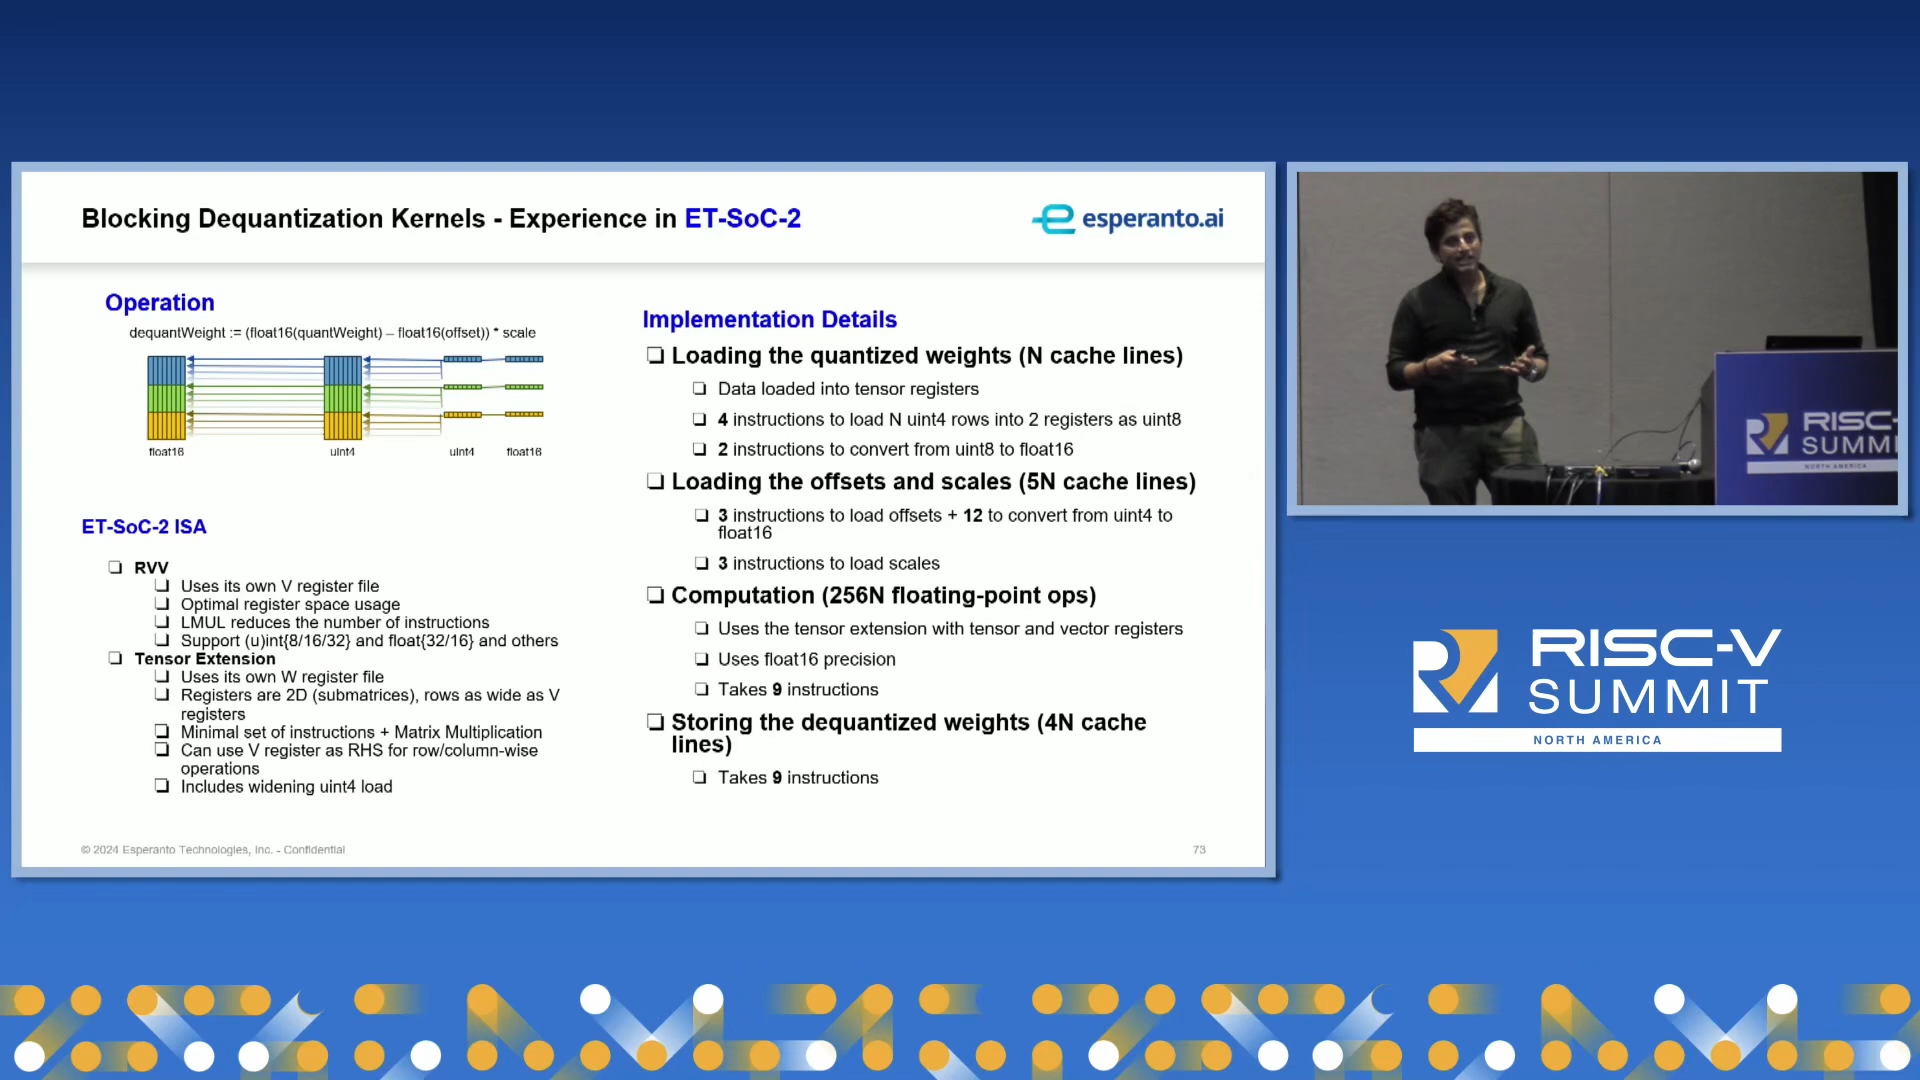 Blocking Dequantization Kernels - Experience in ET-SoC-2
esperanto.ai
Operation
dequantWeight := (float16(quantWeight) – float16(offset)) * scale
float16 uint4 uint4 float16
ET-SoC-2 ISA
RVV
Uses its own V register file
Optimal register space usage
LMUL reduces the number of instructions
Support (u)int{8/16/32} and float{32/16} and others
Tensor Extension
Uses its own W register file
Registers are 2D (submatrices), rows as wide as V
registers
Minimal set of instructions + Matrix Multiplication
Can use V register as RHS for row/column-wise
operations
Includes widening uint4 load
Implementation Details
Loading the quantized weights (N cache lines)
Data loaded into tensor registers
4 instructions to load N uint4 rows into 2 registers as uint8
2 instructions to convert from uint8 to float16
Loading the offsets and scales (5N cache lines)
3 instructions to load offsets + 12 to convert from uint4 to
float16
3 instructions to load scales
Computation (256N floating-point ops)
Uses the tensor extension with tensor and vector registers
Uses float16 precision
Takes 9 instructions
Storing the dequantized weights (4N cache
lines)
Takes 9 instructions
© 2024 Esperanto Technologies, Inc. - Confidential
73
RISC-
SUMM
NORTH AMERICA
RISC-V
SUMMIT
NORTH AMERICA